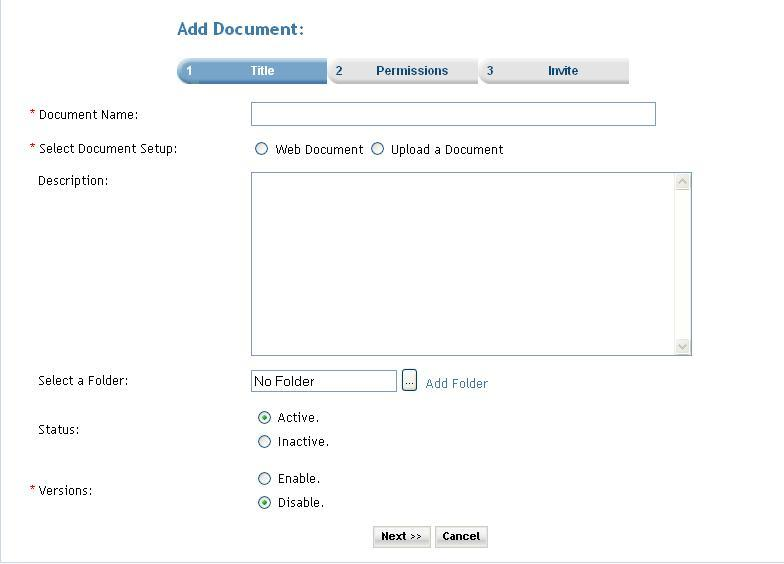 Add Document:
1 Title 2 Permissions 3 Invite
* Document Name:
* Select Document Setup: Web Document Upload a Document
Description:
Select a Folder: No Folder ... Add Folder
Status: Active.
Inactive.
* Versions: Enable.
Disable.
Next >> Cancel